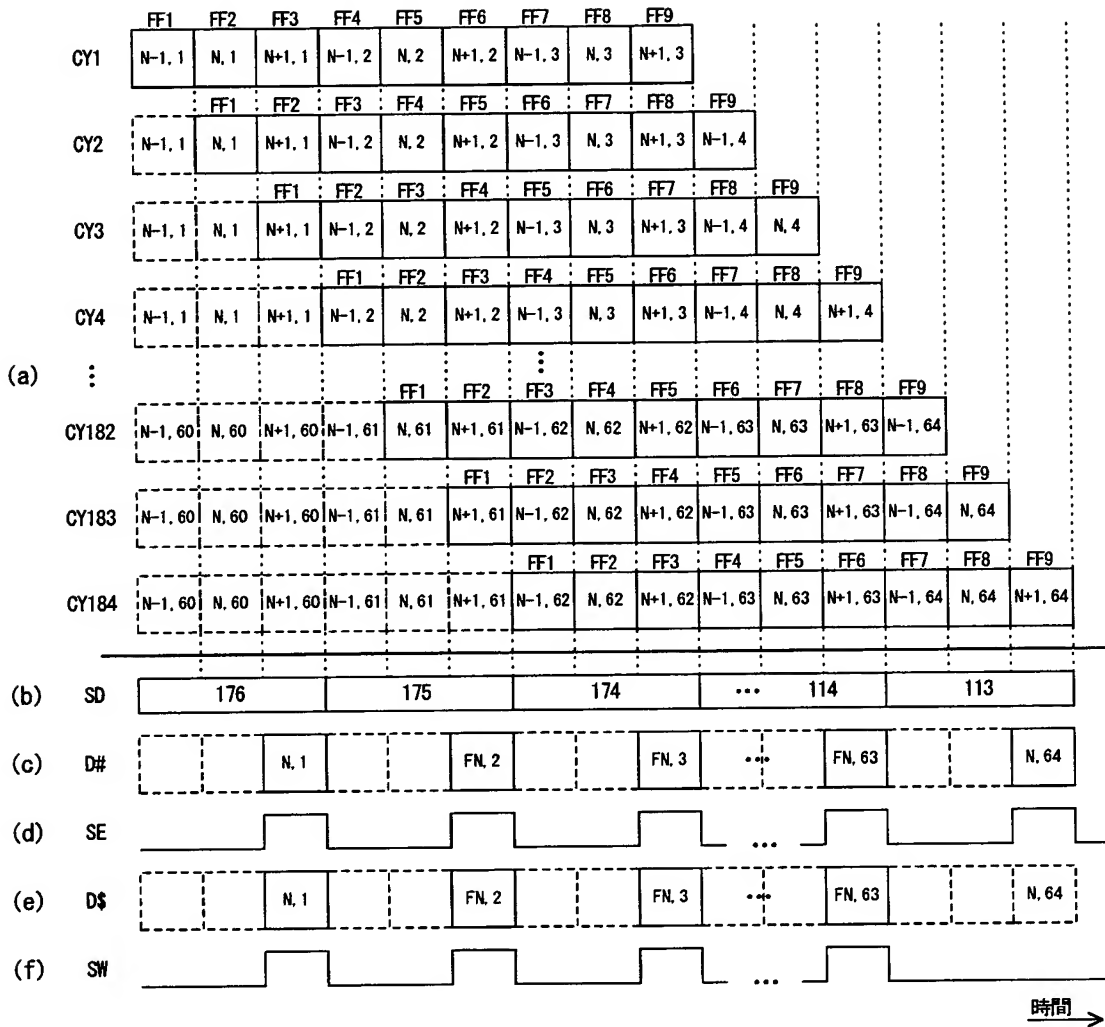 FF1 FF2 FF3 FF4 FF5 FF6 FF7 FF8 FF9
CY1 N-1, 1 N, 1 N+1, 1 N-1, 2 N, 2 N+1, 2 N-1, 3 N, 3 N+1, 3
FF1 FF2 FF3 FF4 FF5 FF6 FF7 FF8 FF9
CY2 N-1, 1 N, 1 N+1, 1 N-1, 2 N, 2 N+1, 2 N-1, 3 N, 3 N+1, 3 N-1, 4
FF1 FF2 FF3 FF4 FF5 FF6 FF7 FF8 FF9
CY3 N-1, 1 N, 1 N+1, 1 N-1, 2 N, 2 N+1, 2 N-1, 3 N, 3 N+1, 3 N-1, 4 N, 4
FF1 FF2 FF3 FF4 FF5 FF6 FF7 FF8 FF9
CY4 N-1, 1 N, 1 N+1, 1 N-1, 2 N, 2 N+1, 2 N-1, 3 N, 3 N+1, 3 N-1, 4 N, 4 N+1, 4
(a) ⋮ ⋮
FF1 FF2 FF3 FF4 FF5 FF6 FF7 FF8 FF9
CY182 N-1, 60 N, 60 N+1, 60 N-1, 61 N, 61 N+1, 61 N-1, 62 N, 62 N+1, 62 N-1, 63 N, 63 N+1, 63 N-1, 64
FF1 FF2 FF3 FF4 FF5 FF6 FF7 FF8 FF9
CY183 N-1, 60 N, 60 N+1, 60 N-1, 61 N, 61 N+1, 61 N-1, 62 N, 62 N+1, 62 N-1, 63 N, 63 N+1, 63 N-1, 64 N, 64
FF1 FF2 FF3 FF4 FF5 FF6 FF7 FF8 FF9
CY184 N-1, 60 N, 60 N+1, 60 N-1, 61 N, 61 N+1, 61 N-1, 62 N, 62 N+1, 62 N-1, 63 N, 63 N+1, 63 N-1, 64 N, 64 N+1, 64
(b) SD 176 175 174 ··· 114 113
(c) D# N, 1 FN, 2 FN, 3 ··· FN, 63 N, 64
(d) SE ···
(e) D$ N, 1 FN, 2 FN, 3 ··· FN, 63 N, 64
(f) SW ···
時間